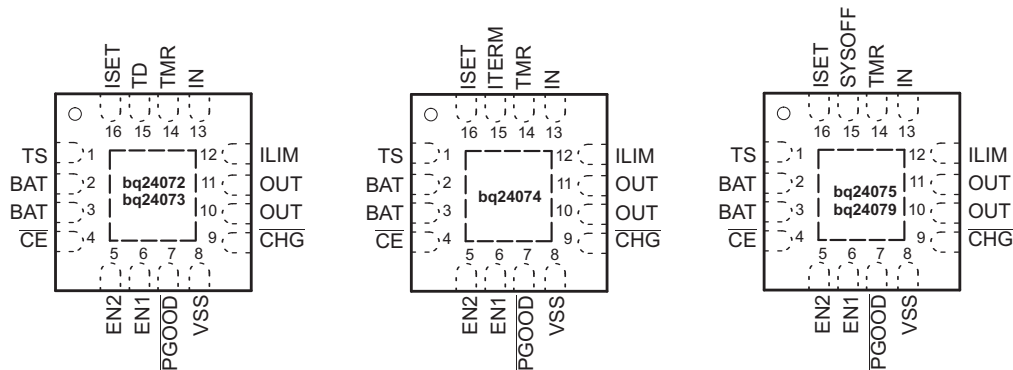 ISET
TD
TMR
IN
16
15
14
13
TS
1
BAT
2
BAT
3
CE
4
bq24072
bq24073
12
ILIM
11
OUT
10
OUT
9
CHG
5
6
7
8
EN2
EN1
PGOOD
VSS
ISET
ITERM
TMR
IN
16
15
14
13
TS
1
BAT
2
BAT
3
CE
4
bq24074
12
ILIM
11
OUT
10
OUT
9
CHG
5
6
7
8
EN2
EN1
PGOOD
VSS
ISET
SYSOFF
TMR
IN
16
15
14
13
TS
1
BAT
2
BAT
3
CE
4
bq24075
bq24079
12
ILIM
11
OUT
10
OUT
9
CHG
5
6
7
8
EN2
EN1
PGOOD
VSS